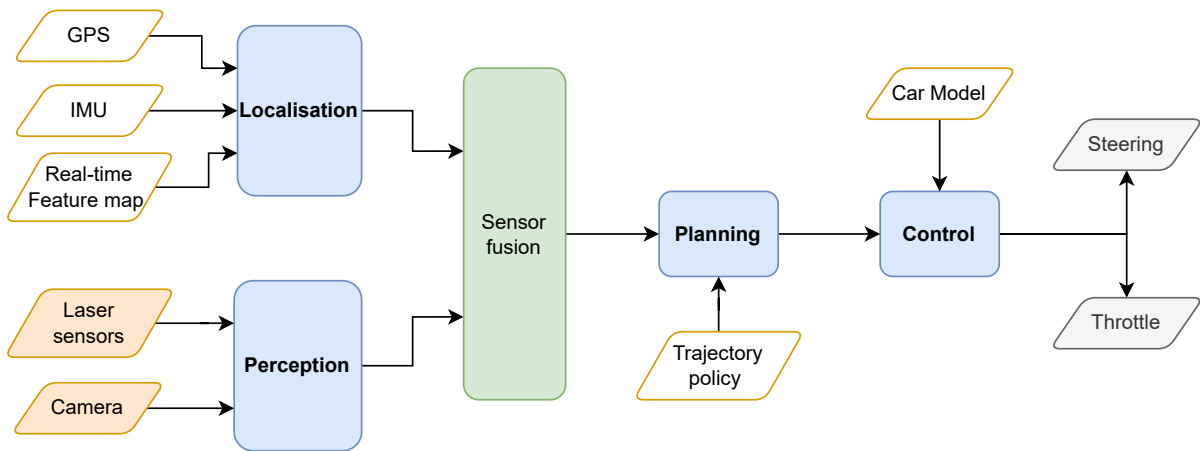 GPS
IMU
Real-time
Feature map
Localisation
Laser
sensors
Camera
Perception
Sensor
fusion
Planning
Trajectory
policy
Car Model
Control
Steering
Throttle